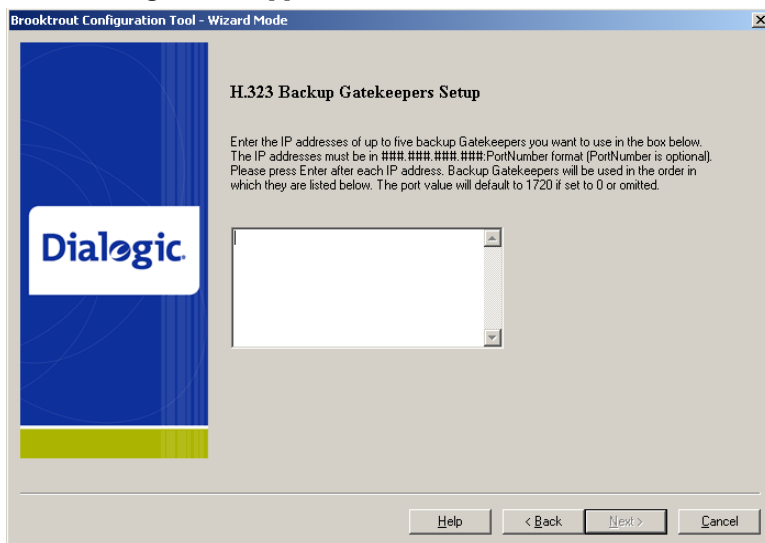 Brooktrout Configuration Tool - Wizard Mode
H.323 Backup Gatekeepers Setup
Enter the IP addresses of up to five backup Gatekeepers you want to use in the box below.
The IP addresses must be in ###.###.###.###:PortNumber format (PortNumber is optional).
Please press Enter after each IP address. Backup Gatekeepers will be used in the order in
which they are listed below. The port value will default to 1720 if set to 0 or omitted.
Dialogic.
Help
< Back
Next >
Cancel